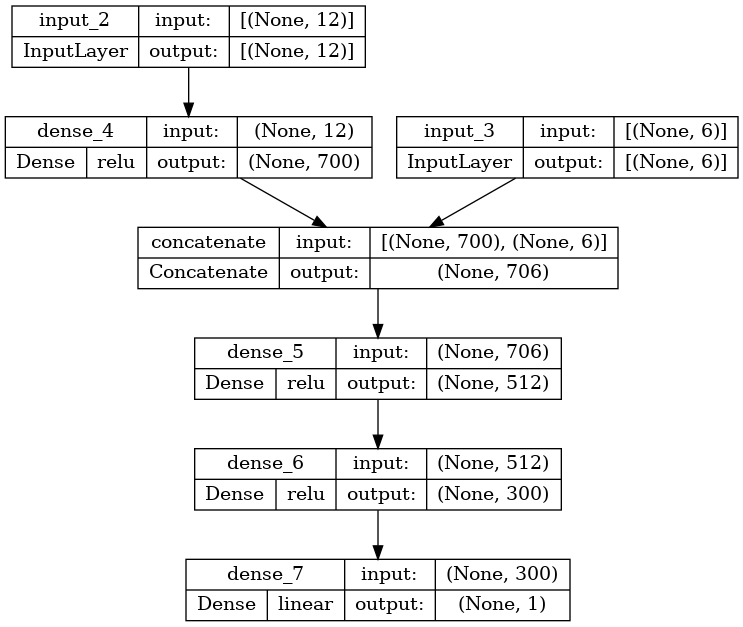 input_2 input: [(None, 12)]
InputLayer output: [(None, 12)]
dense_4 input: (None, 12)
Dense relu output: (None, 700)
input_3 input: [(None, 6)]
InputLayer output: [(None, 6)]
concatenate input: [(None, 700), (None, 6)]
Concatenate output: (None, 706)
dense_5 input: (None, 706)
Dense relu output: (None, 512)
dense_6 input: (None, 512)
Dense relu output: (None, 300)
dense_7 input: (None, 300)
Dense linear output: (None, 1)